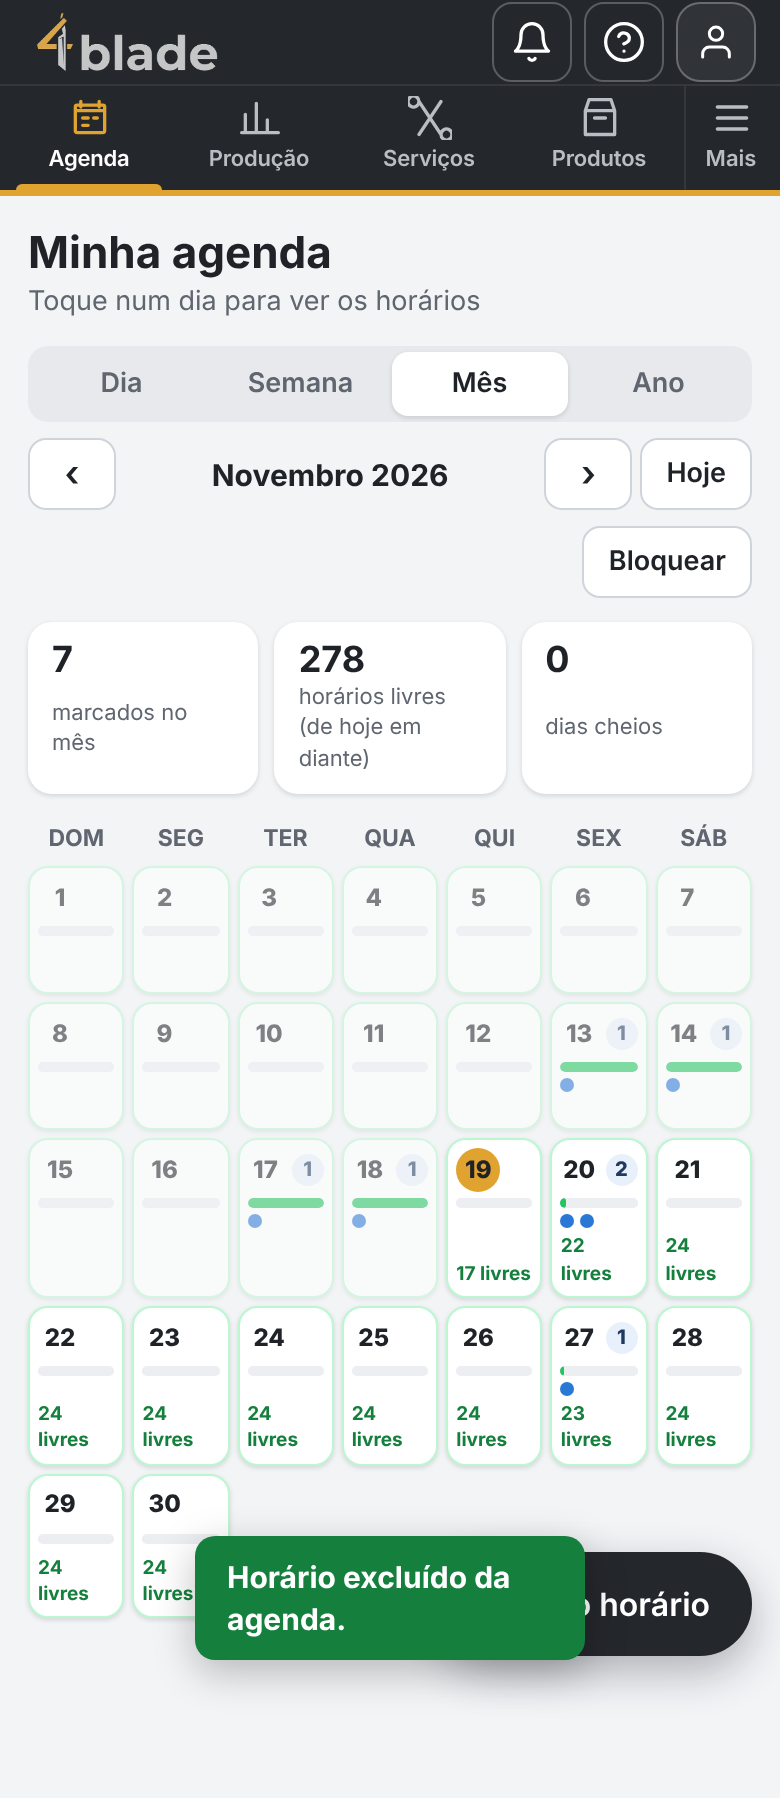 4blade
Agenda
Produção
Serviços
Produtos
Mais
Minha agenda
Toque num dia para ver os horários
Dia
Semana
Mês
Ano
‹
Novembro 2026
›
Hoje
Bloquear
7
marcados no
mês
278
horários livres
(de hoje em
diante)
0
dias cheios
DOM SEG TER QUA QUI SEX SÁB
1 2 3 4 5 6 7
8 9 10 11 12 13 1 14 1
15 16 17 1 18 1 19 20 2 21
17 livres
22
livres
24
livres
22 23 24 25 26 27 1 28
24
livres
24
livres
24
livres
24
livres
24
livres
23
livres
24
livres
29 30
24
livres
24
livres
Horário excluído da
agenda.
horário